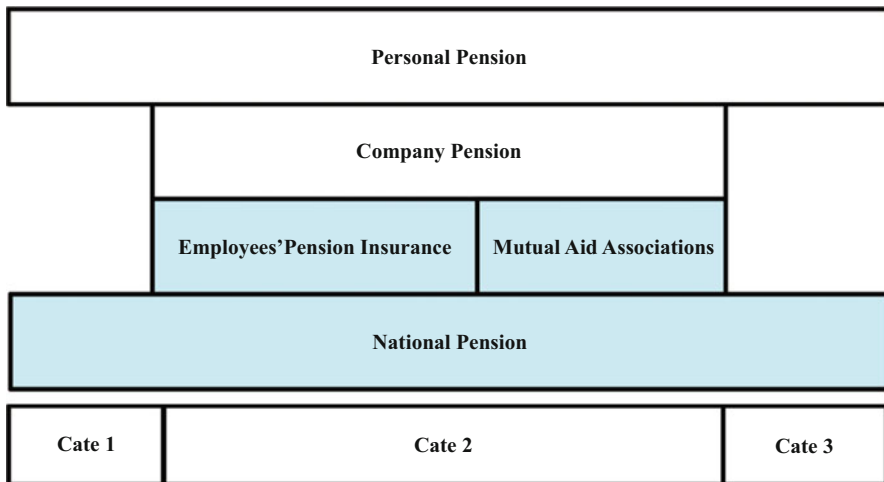 Personal Pension
Company Pension
Employees’Pension Insurance
Mutual Aid Associations
National Pension
Cate 1
Cate 2
Cate 3